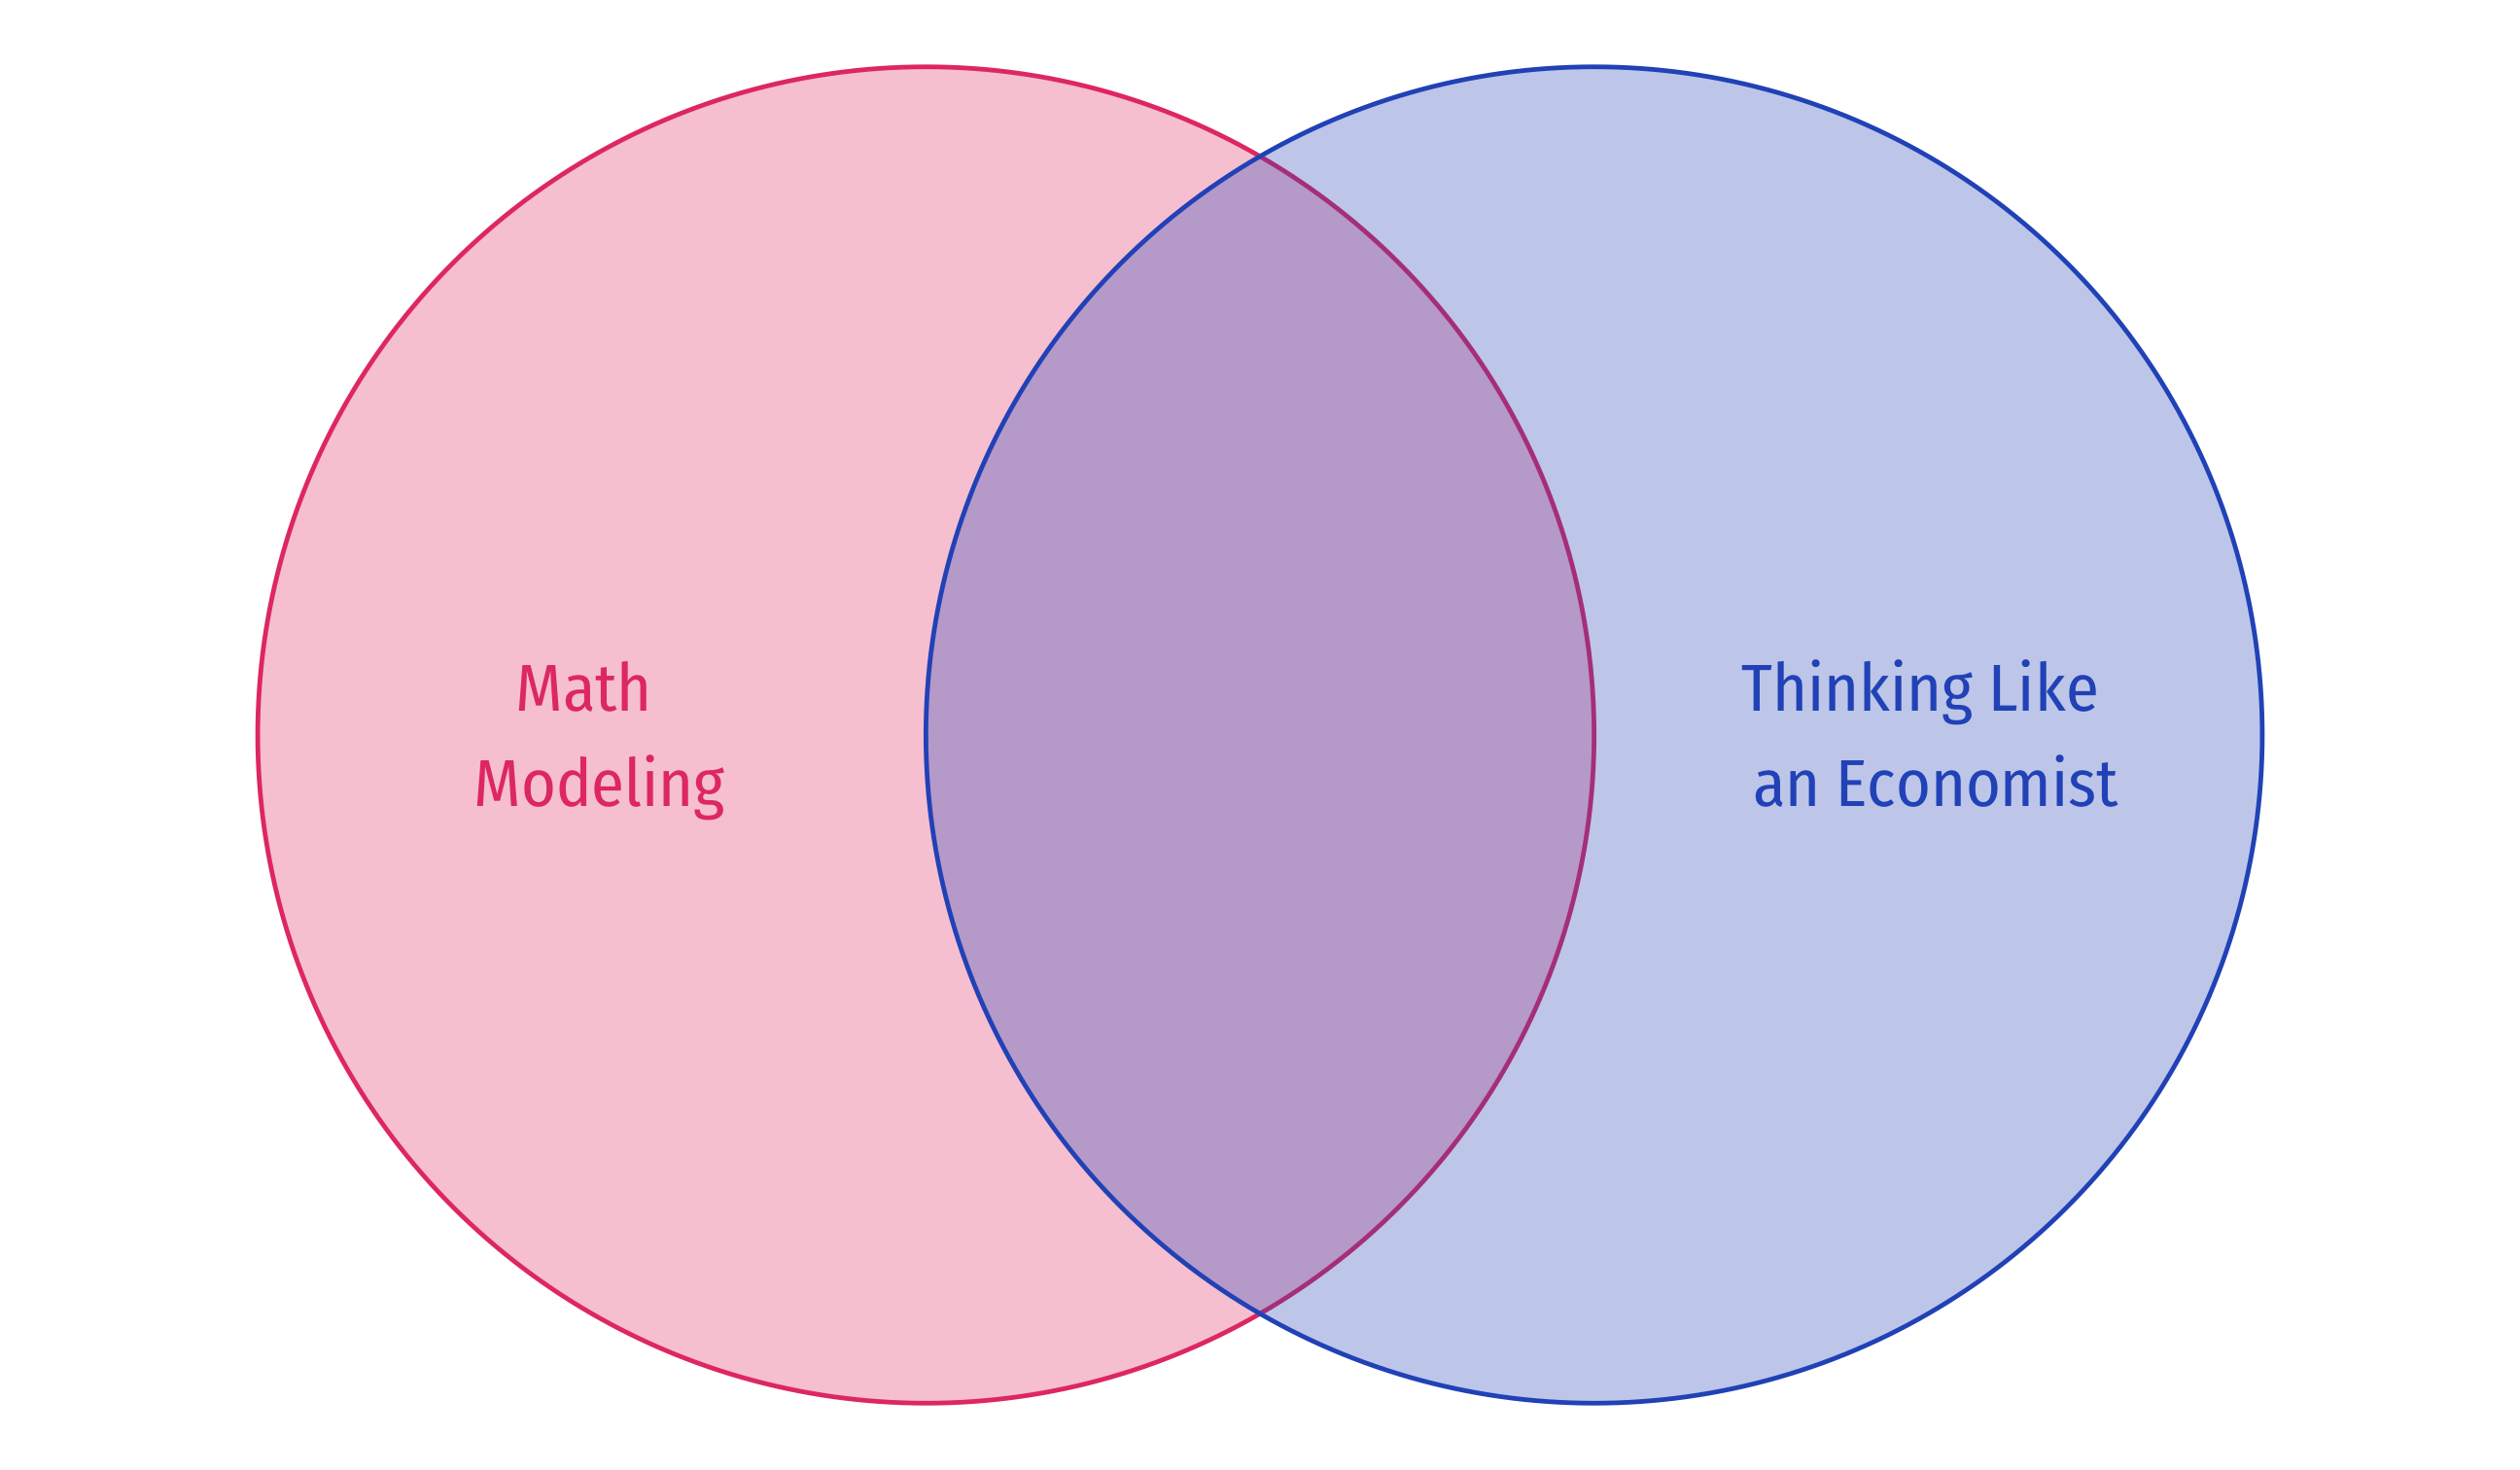 Math
Modeling
Thinking Like
an Economist